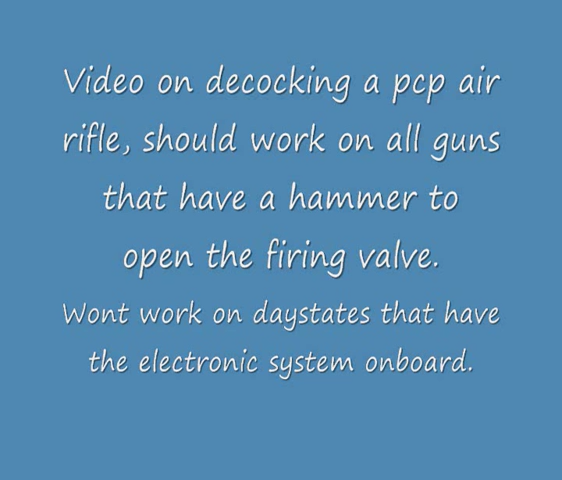 Video on decocking a pcp air
rifle, should work on all guns
that have a hammer to
open the firing valve.
Wont work on daystates that have
the electronic system onboard.